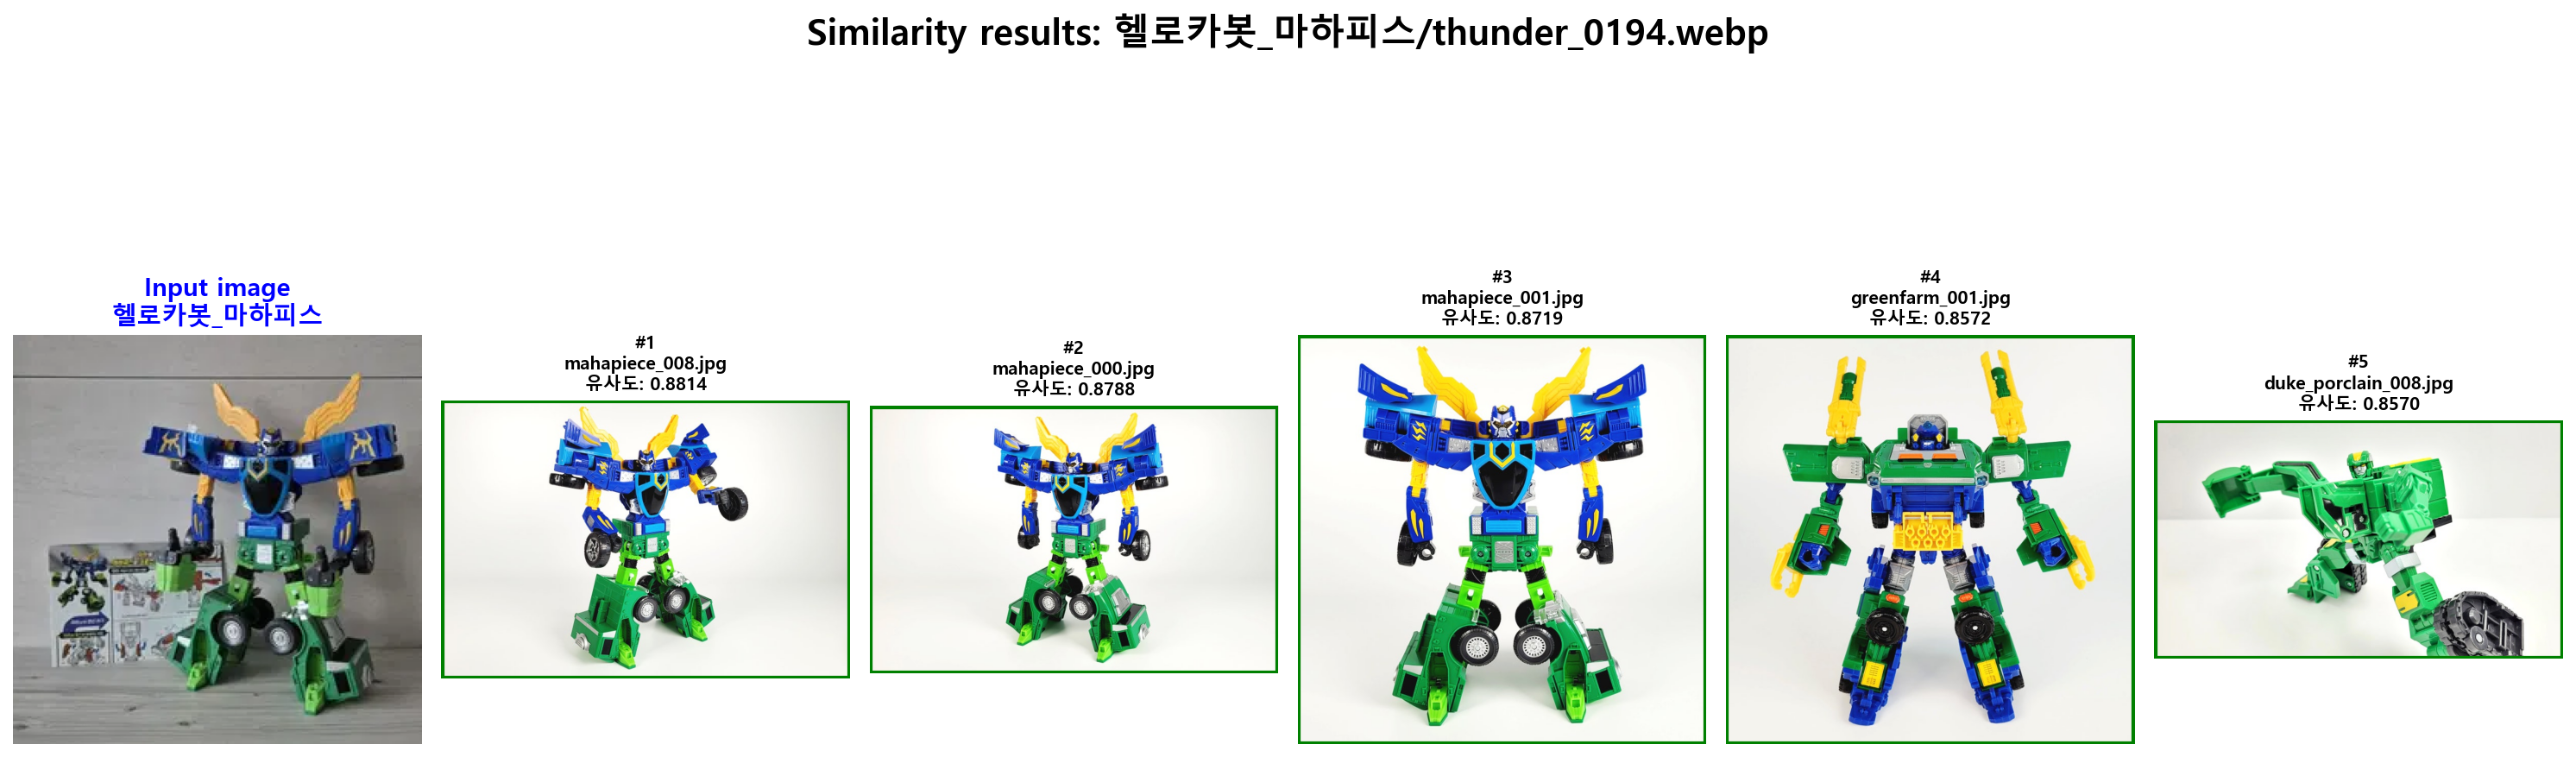 Similarity results: 헬로카봇_마하피스/thunder_0194.webp
Input image
헬로카봇_마하피스
#1
mahapiece_008.jpg
유사도: 0.8814
#2
mahapiece_000.jpg
유사도: 0.8788
#3
mahapiece_001.jpg
유사도: 0.8719
#4
greenfarm_001.jpg
유사도: 0.8572
#5
duke_porclain_008.jpg
유사도: 0.8570